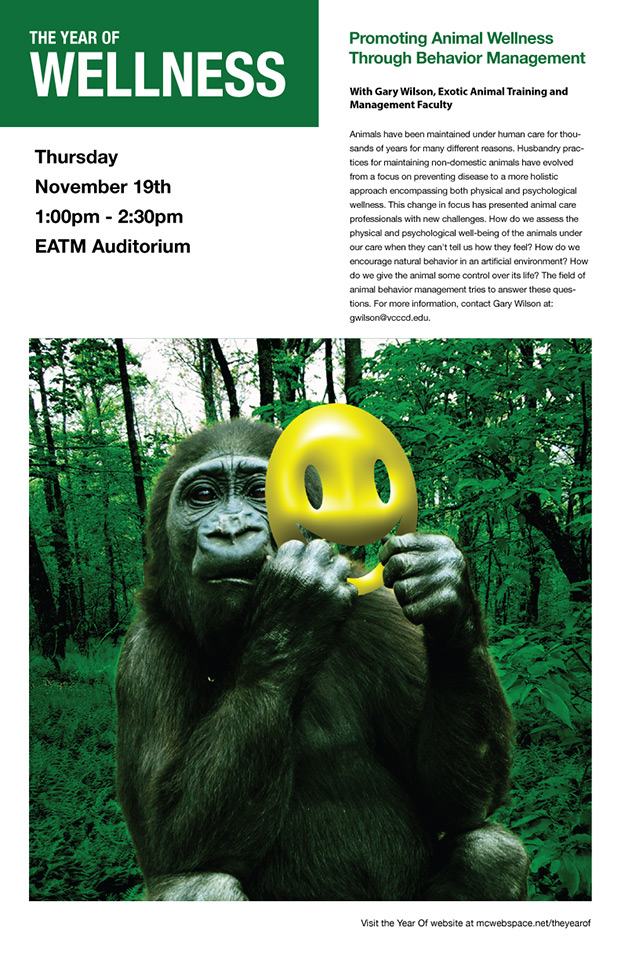 THE YEAR OF
WELLNESS
Thursday
November 19th
1:00pm - 2:30pm
EATM Auditorium
Promoting Animal Wellness
Through Behavior Management
With Gary Wilson, Exotic Animal Training and
Management Faculty
Animals have been maintained under human care for thou-
sands of years for many different reasons. Husbandry prac-
tices for maintaining non-domestic animals have evolved
from a focus on preventing disease to a more holistic
approach encompassing both physical and psychological
wellness. This change in focus has presented animal care
professionals with new challenges. How do we assess the
physical and psychological well-being of the animals under
our care when they can't tell us how they feel? How do we
encourage natural behavior in an artificial environment? How
do we give the animal some control over its life? The field of
animal behavior management tries to answer these ques-
tions. For more information, contact Gary Wilson at:
gwilson@vcccd.edu.
Visit the Year Of website at mcwebspace.net/theyearof